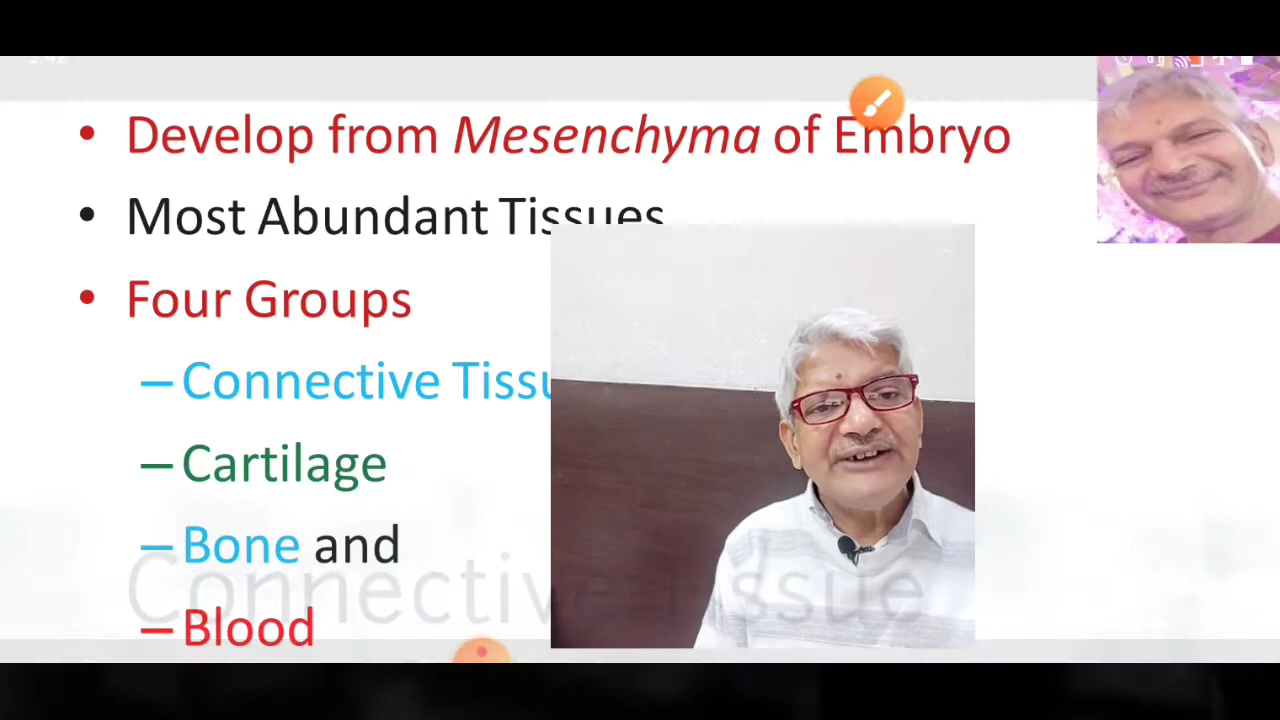 • Develop from Mesenchyma of Embryo
• Most Abundant Tissues
• Four Groups
– Connective Tissu
– Cartilage
– Bone and
– Blood
Connective Tissue